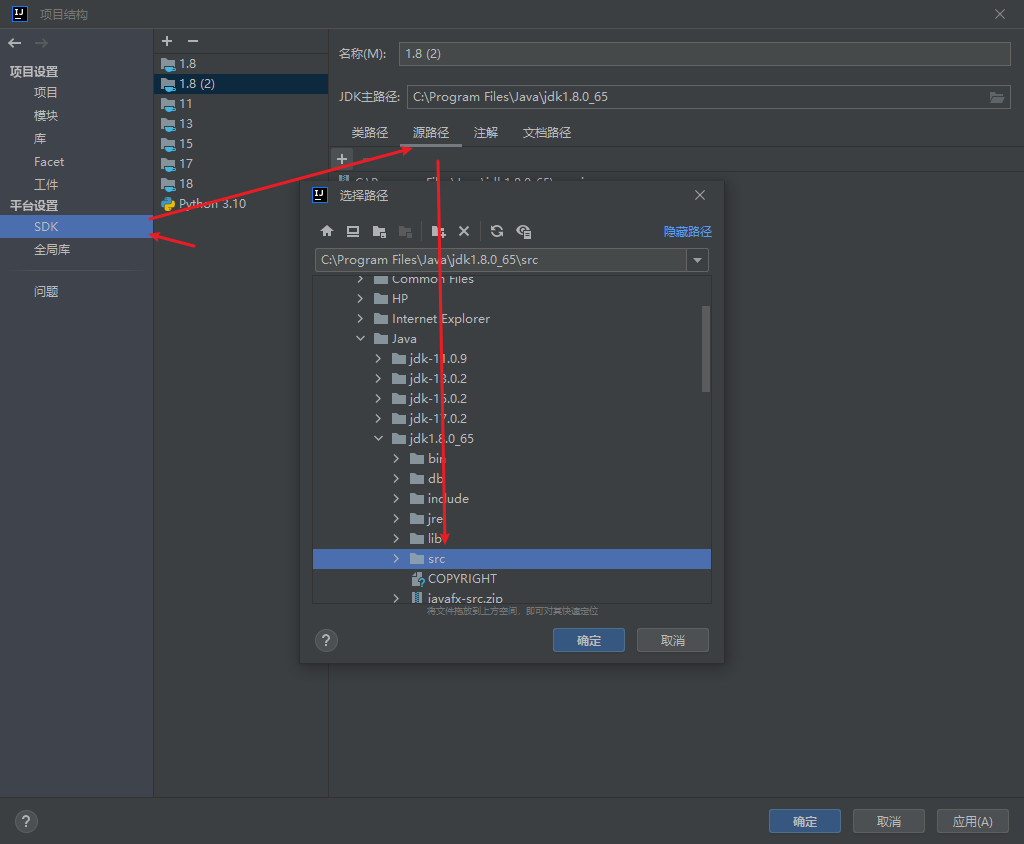 项目结构
项目设置
项目
模块
库
Facet
工件
平台设置
SDK
全局库
问题
1.8
1.8 (2)
11
13
15
17
18
Python 3.10
名称(M):
1.8 (2)
JDK主路径:
C:\Program Files\Java\jdk1.8.0_65
类路径
源路径
注解
文档路径
选择路径
隐藏路径
C:\Program Files\Java\jdk1.8.0_65\src
Common Files
HP
Internet Explorer
Java
jdk-11.0.9
jdk-13.0.2
jdk-15.0.2
jdk-17.0.2
jdk1.8.0_65
bin
db
include
jre
lib
src
COPYRIGHT
javafx-src.zip
将文件拖放到上方空间，即可对其快速定位
?
确定
取消
?
确定
取消
应用(A)